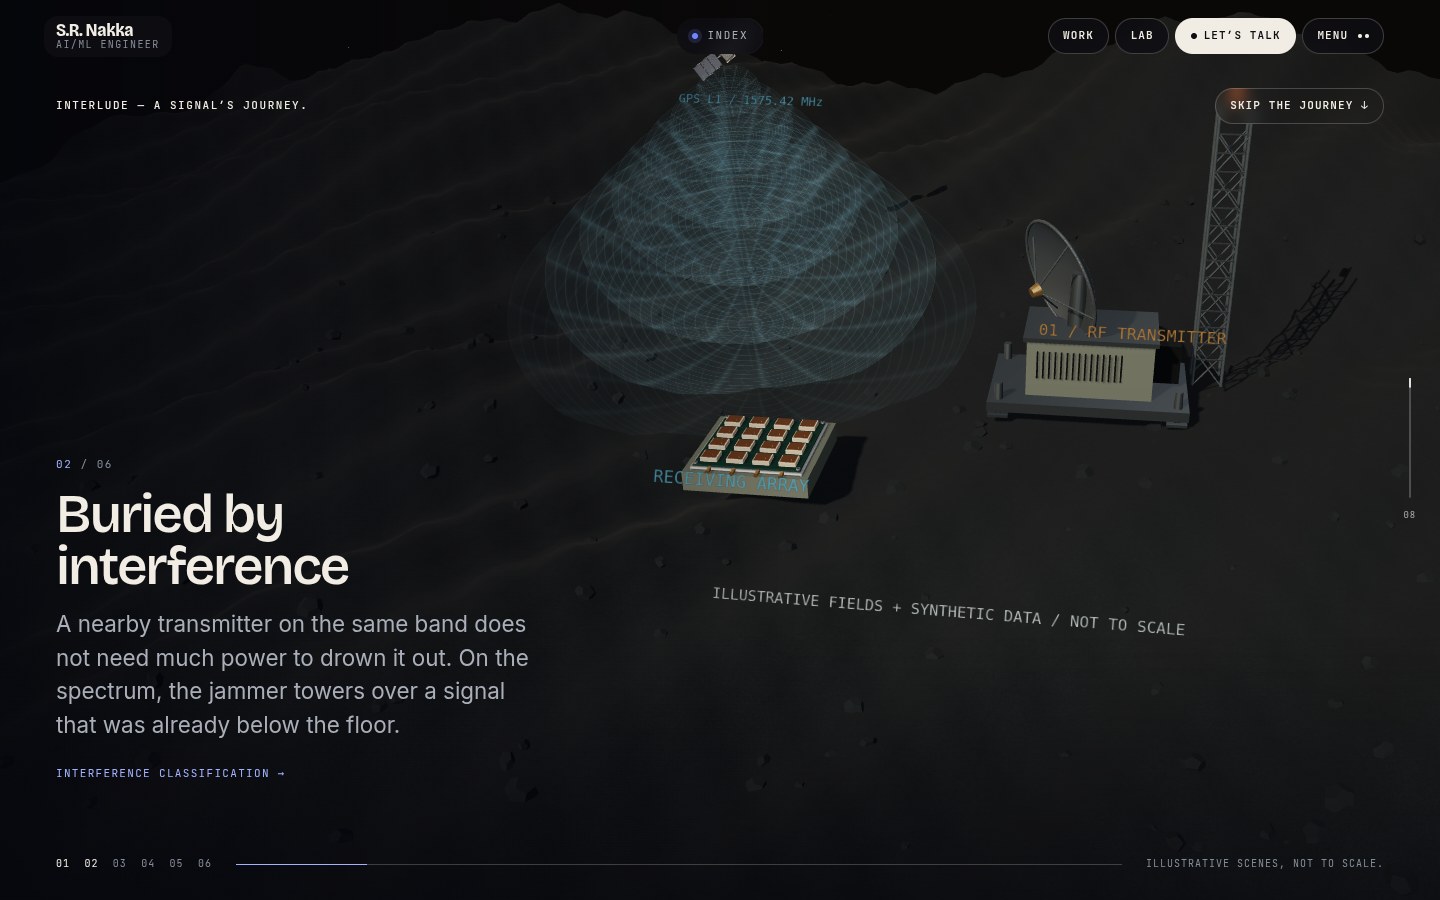 S.R. Nakka
AI/ML ENGINEER
INDEX
WORK
LAB
LET’S TALK
MENU
INTERLUDE — A SIGNAL’S JOURNEY.
SKIP THE JOURNEY ↓
GPS L1 / 1575.42 MHz
01 / RF TRANSMITTER
RECEIVING ARRAY
ILLUSTRATIVE FIELDS + SYNTHETIC DATA / NOT TO SCALE
08
02 / 06
Buried by
interference
A nearby transmitter on the same band does
not need much power to drown it out. On the
spectrum, the jammer towers over a signal
that was already below the floor.
INTERFERENCE CLASSIFICATION →
01 02 03 04 05 06
ILLUSTRATIVE SCENES, NOT TO SCALE.